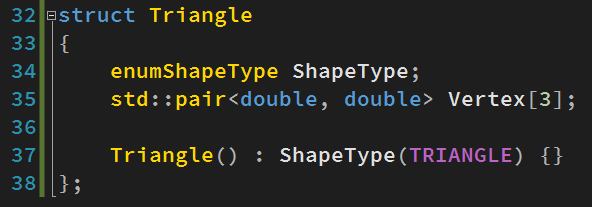 32 struct Triangle
33 {
34 enumShapeType ShapeType;
35 std::pair<double, double> Vertex[3];
36
37 Triangle() : ShapeType(TRIANGLE) {}
38 };